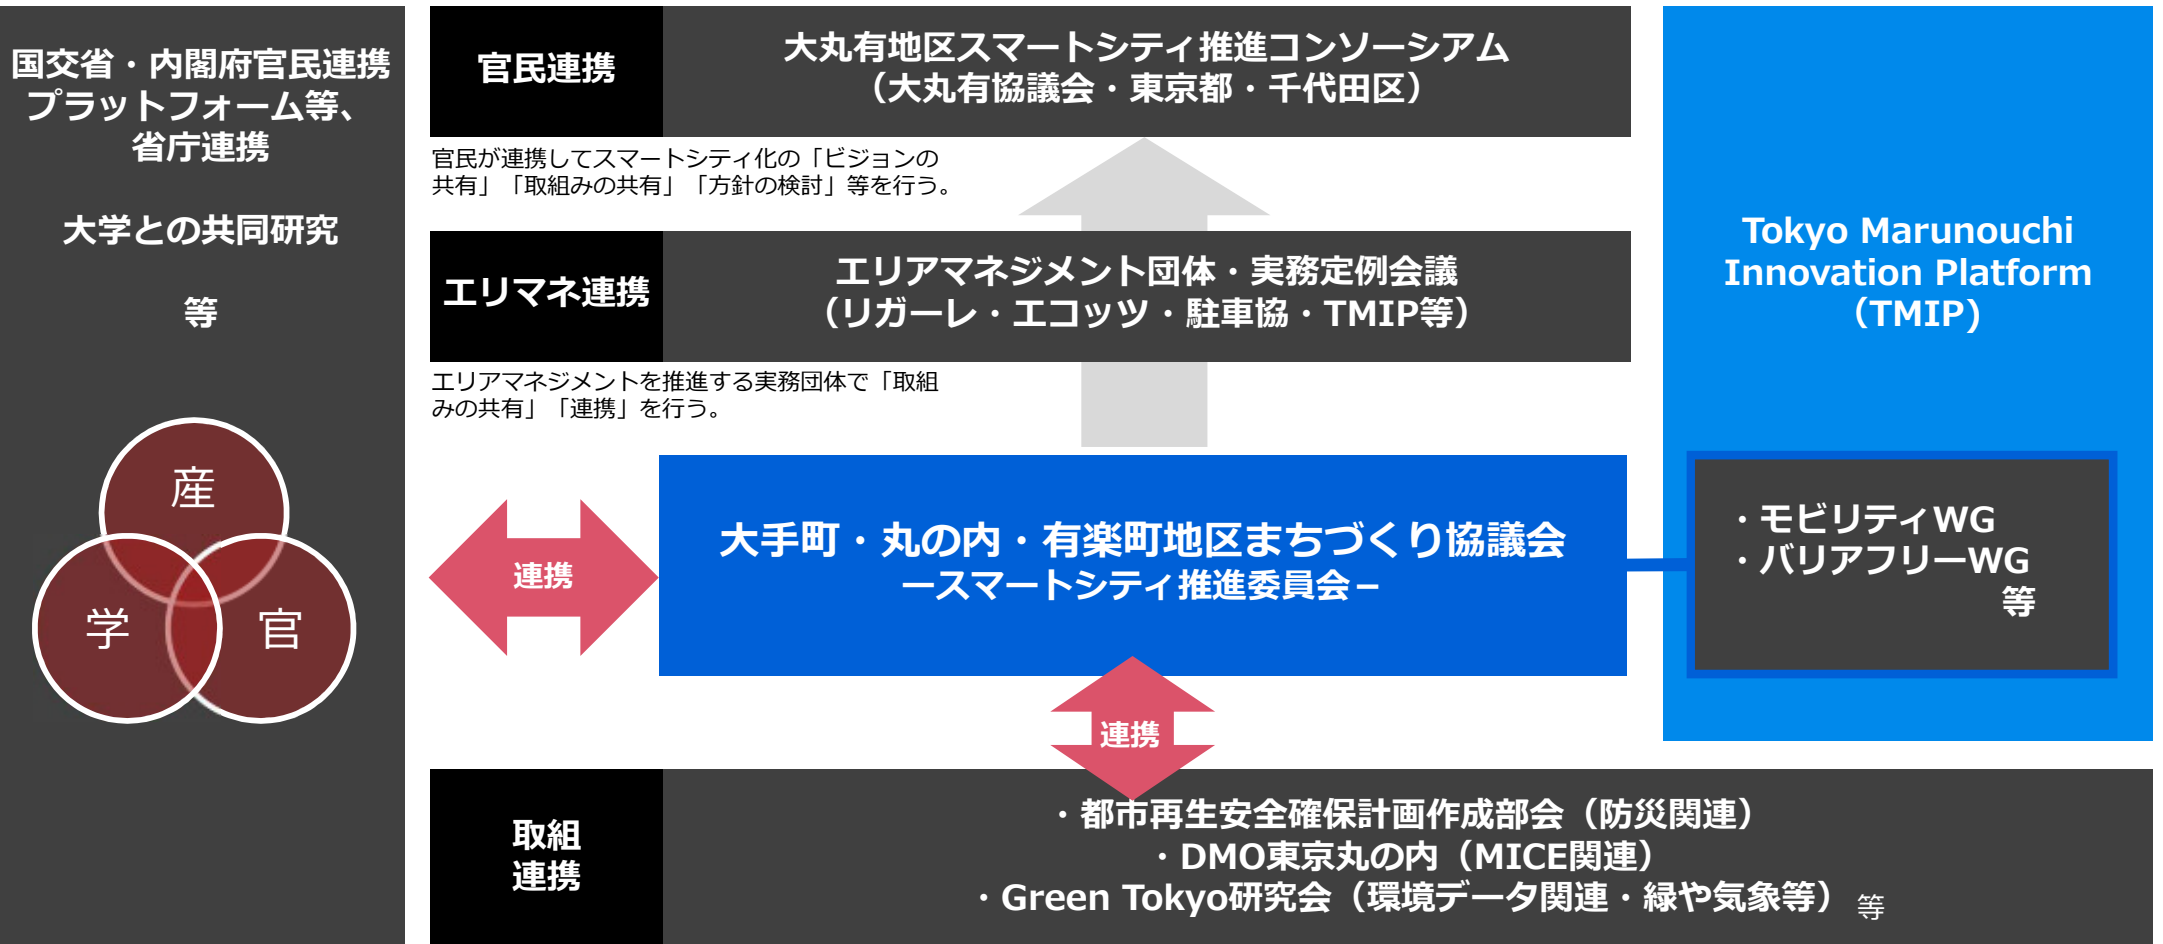 国交省・内閣府官民連携
プラットフォーム等、
省庁連携
大学との共同研究
等
産
学
官
官民連携
大丸有地区スマートシティ推進コンソーシアム
（大丸有協議会・東京都・千代田区）
官民が連携してスマートシティ化の「ビジョンの
共有」「取組みの共有」「方針の検討」等を行う。
エリマネ連携
エリアマネジメント団体・実務定例会議
（リガーレ・エコッツ・駐車協・TMIP等）
エリアマネジメントを推進する実務団体で「取組
みの共有」「連携」を行う。
連携
大手町・丸の内・有楽町地区まちづくり協議会
ースマートシティ推進委員会－
Tokyo Marunouchi
Innovation Platform
（TMIP)
・モビリティWG
・バリアフリーWG
等
連携
取組
連携
・都市再生安全確保計画作成部会（防災関連）
・DMO東京丸の内（MICE関連）
・Green Tokyo研究会（環境データ関連・緑や気象等） 等